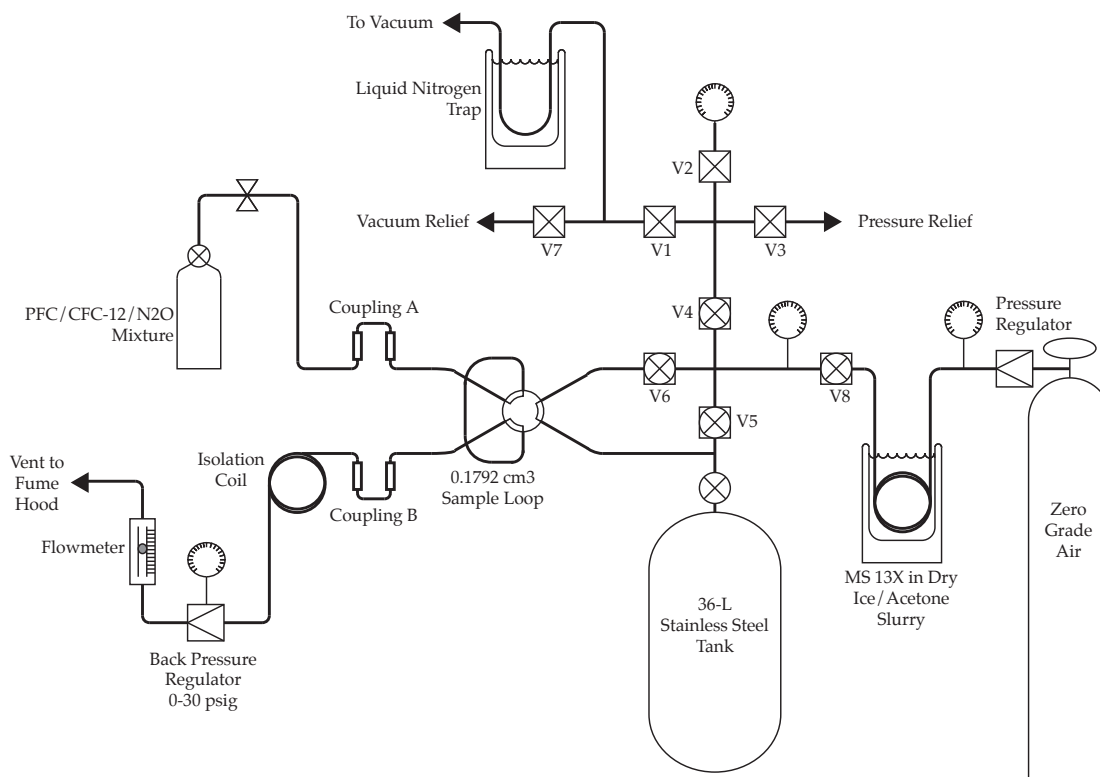 To Vacuum
Liquid Nitrogen
Trap
V2
Vacuum Relief
V7
V1
V3
Pressure Relief
PFC/CFC-12/N2O
Mixture
Coupling A
V4
Pressure
Regulator
V6
V8
V5
Vent to
Fume
Hood
Isolation
Coil
0.1792 cm3
Sample Loop
Coupling B
Flowmeter
Zero
Grade
Air
MS 13X in Dry
Ice/Acetone
Slurry
36-L
Stainless Steel
Tank
Back Pressure
Regulator
0-30 psig